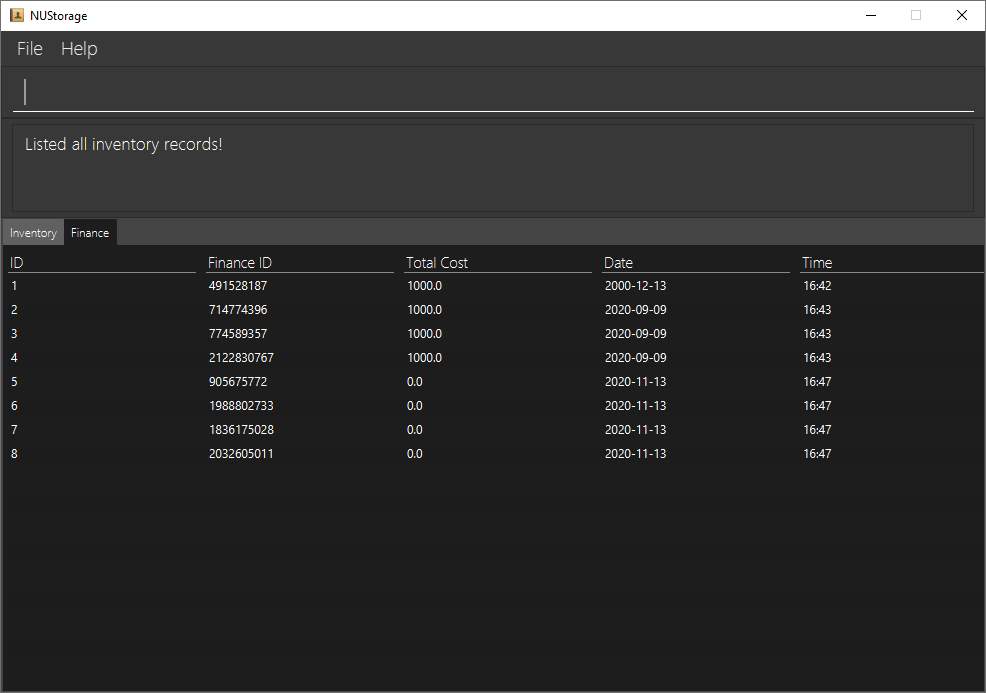 NUStorage
File Help
Listed all inventory records!
Inventory Finance
ID Finance ID Total Cost Date Time
1 491528187 1000.0 2000-12-13 16:42
2 714774396 1000.0 2020-09-09 16:43
3 774589357 1000.0 2020-09-09 16:43
4 2122830767 1000.0 2020-09-09 16:43
5 905675772 0.0 2020-11-13 16:47
6 1988802733 0.0 2020-11-13 16:47
7 1836175028 0.0 2020-11-13 16:47
8 2032605011 0.0 2020-11-13 16:47